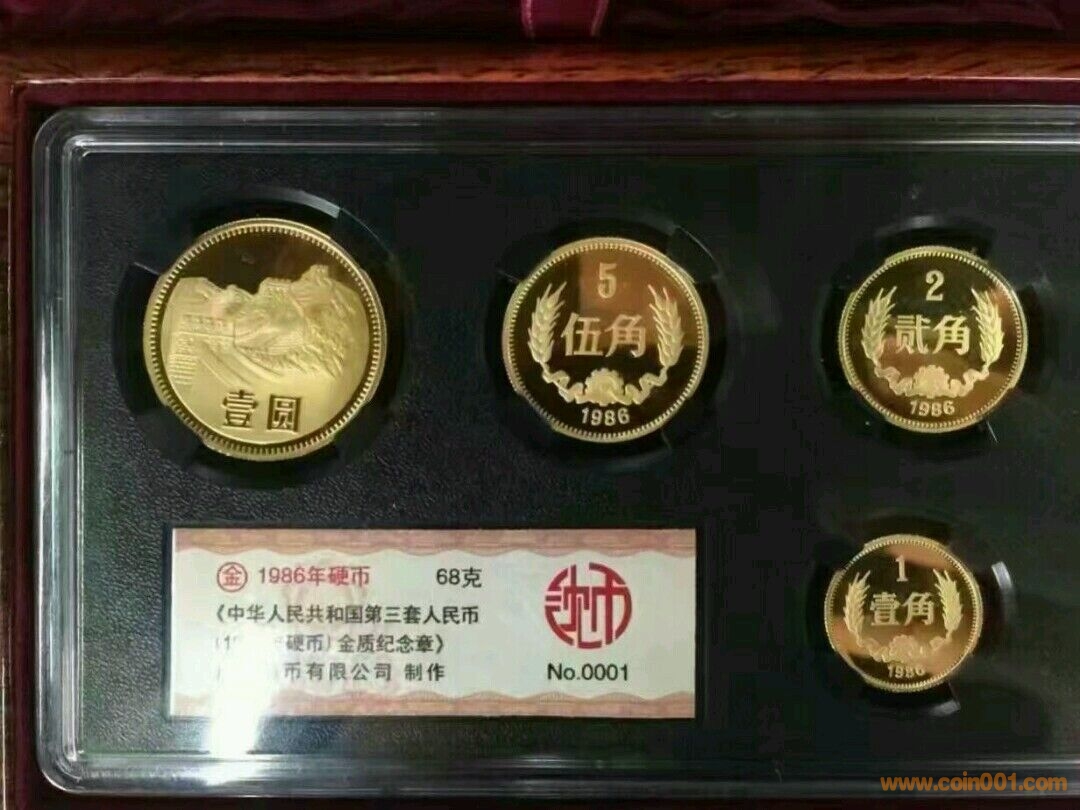 壹圆
5
伍角
1986
2
贰角
1986
1
壹角
1986
金 1986年硬币 68克
《中华人民共和国第三套人民币
硬币)金质纪念章》
币有限公司 制作
No.0001
www.coin001.com